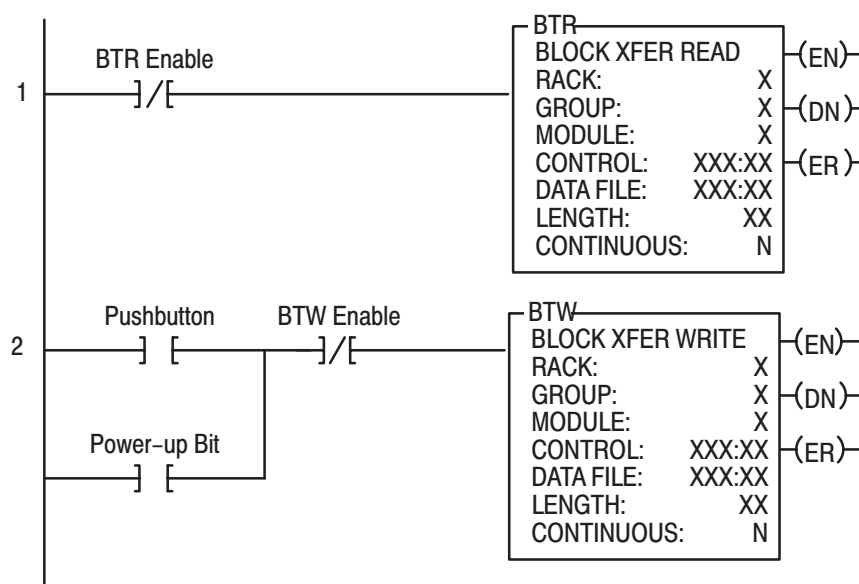 BTR
BTR Enable
BLOCK XFER READ
(EN)
RACK: X
1
GROUP: X
(DN)
MODULE: X
CONTROL: XXX:XX
(ER)
DATA FILE: XXX:XX
LENGTH: XX
CONTINUOUS: N
Pushbutton
BTW Enable
BTW
BLOCK XFER WRITE
(EN)
2
RACK: X
GROUP: X
(DN)
MODULE: X
Power-up Bit
CONTROL: XXX:XX
(ER)
DATA FILE: XXX:XX
LENGTH: XX
CONTINUOUS: N